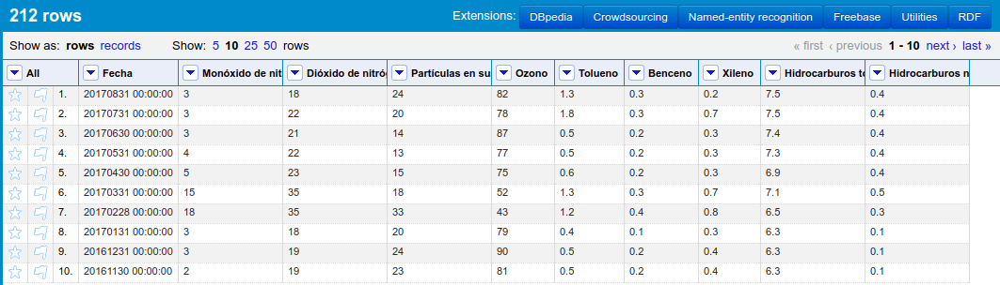 212 rows Extensions: DBpedia Crowdsourcing Named-entity recognition Freebase Utilities RDF
Show as: rows records Show: 5 10 25 50 rows « first ‹ previous 1 - 10 next › last »
All Fecha Monóxido de nit Dióxido de nitróg Partículas en su Ozono Tolueno Benceno Xileno Hidrocarburos to Hidrocarburos n
1. 20170831 00:00:00 3 18 24 82 1.3 0.3 0.2 7.5 0.4
2. 20170731 00:00:00 3 22 20 78 1.8 0.3 0.7 7.5 0.4
3. 20170630 00:00:00 3 21 14 87 0.5 0.2 0.3 7.4 0.4
4. 20170531 00:00:00 4 22 13 77 0.5 0.2 0.3 7.3 0.4
5. 20170430 00:00:00 5 23 15 75 0.6 0.2 0.3 6.9 0.4
6. 20170331 00:00:00 15 35 18 52 1.3 0.3 0.7 7.1 0.5
7. 20170228 00:00:00 18 35 33 43 1.2 0.4 0.8 6.5 0.3
8. 20170131 00:00:00 3 18 20 79 0.4 0.1 0.3 6.3 0.1
9. 20161231 00:00:00 3 19 24 90 0.5 0.2 0.4 6.3 0.1
10. 20161130 00:00:00 2 19 23 81 0.5 0.2 0.4 6.3 0.1